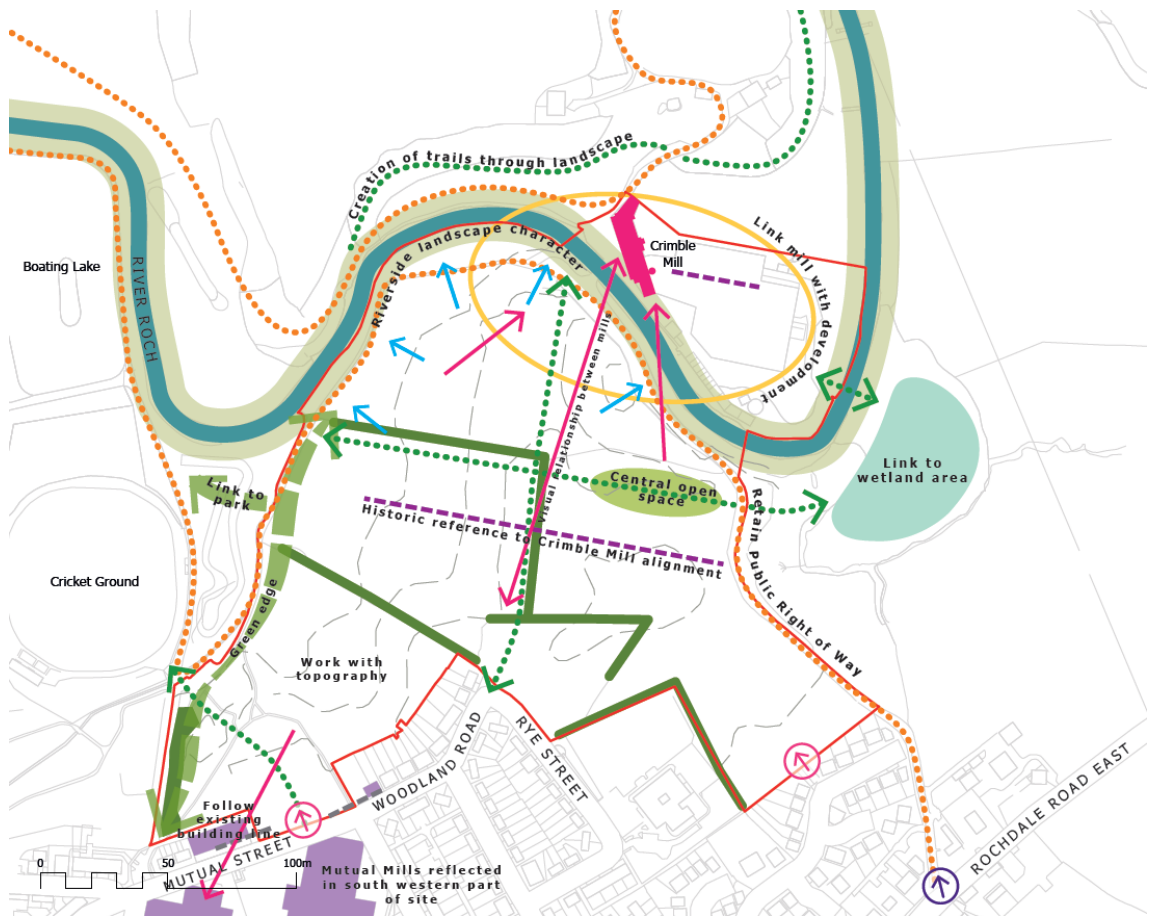 Creation of trails through landscape
Riverside landscape character
Crimble
Mill
Link mill with development
Boating Lake
RIVER ROCH
Visual relationship between mills
Link to
wetland area
Central open
space
Link to
park
Historic reference to Crimble Mill alignment
Retain Public Right of Way
Cricket Ground
Green edge
Work with
topography
WOODLAND ROAD
RYE STREET
ROCHDALE ROAD EAST
Follow
existing
building line
MUTUAL STREET
0 50 100m
Mutual Mills reflected
in south western part
of site